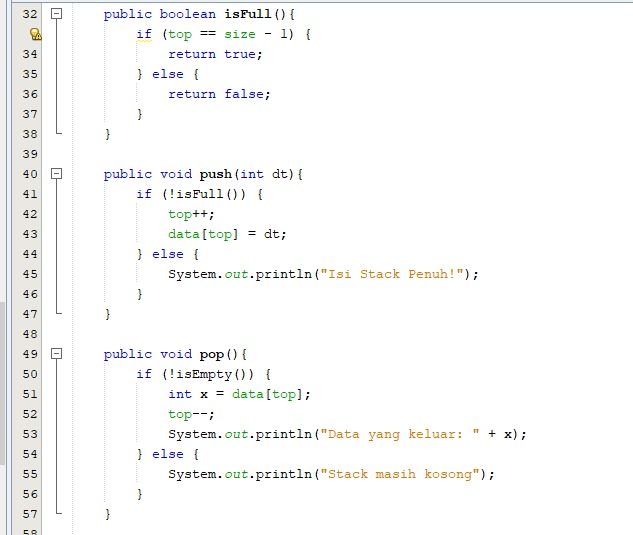 32 public boolean isFull(){
if (top == size - 1) {
34 return true;
35 } else {
36 return false;
37 }
38 }
39
40 public void push(int dt){
41 if (!isFull()) {
42 top++;
43 data[top] = dt;
44 } else {
45 System.out.println("Isi Stack Penuh!");
46 }
47 }
48
49 public void pop(){
50 if (!isEmpty()) {
51 int x = data[top];
52 top--;
53 System.out.println("Data yang keluar: " + x);
54 } else {
55 System.out.println("Stack masih kosong");
56 }
57 }
58